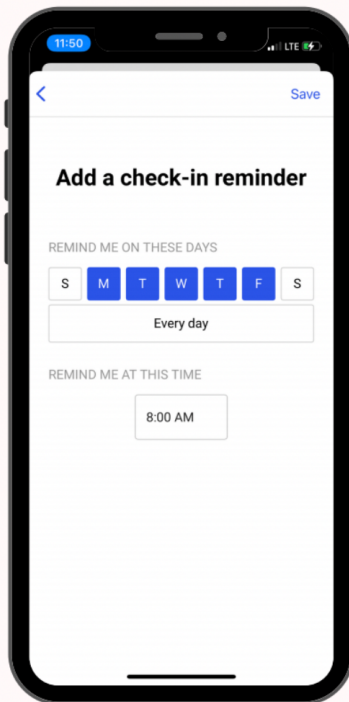 11:50 LTE
Save
Add a check-in reminder
REMIND ME ON THESE DAYS
S M T W T F S
Every day
REMIND ME AT THIS TIME
8:00 AM